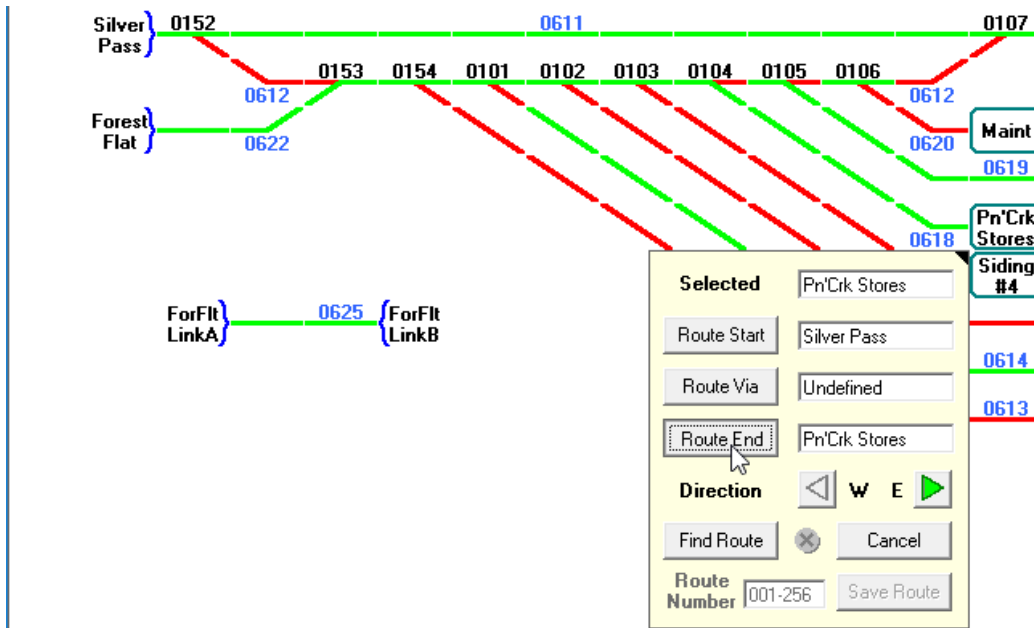 Silver
Pass
0152
0611
0107
0153
0154
0101
0102
0103
0104
0105
0106
0612
0612
Forest
Flat
0622
0620
Maint
0619
Pn'Crk
Stores
0618
Siding
#4
ForFlt
LinkA
0625
ForFlt
LinkB
0614
0613
Selected
Pn'Crk Stores
Route Start
Silver Pass
Route Via
Undefined
Route End
Pn'Crk Stores
Direction
W E
Find Route
Cancel
Route
Number
001-256
Save Route